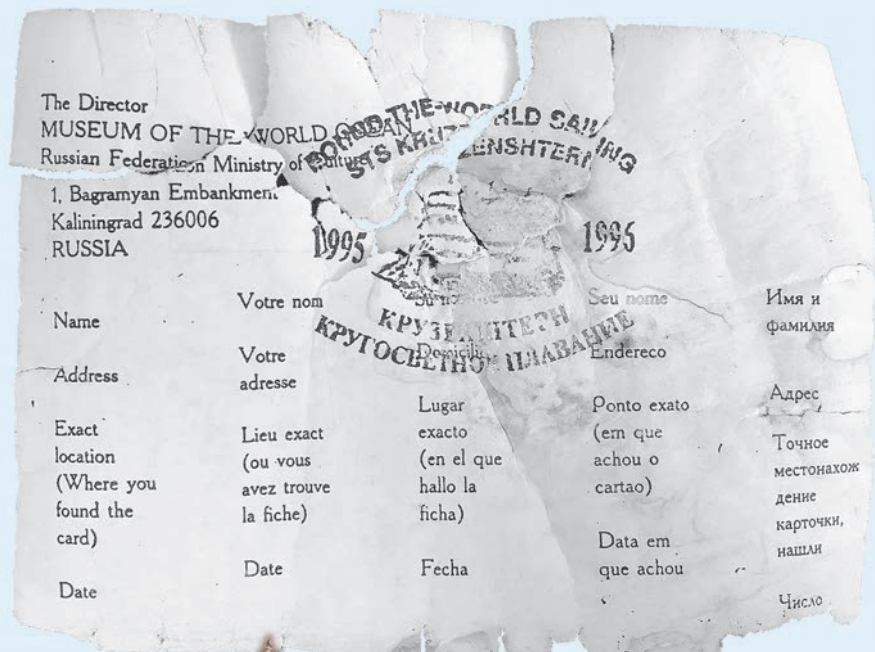 The Director
MUSEUM OF THE WORLD OCEAN
Russian Federation Ministry of Culture
1, Bagramyan Embankment
Kaliningrad 236006
RUSSIA
THE-WORLD SAILING
STS KRUZENSHTERN
1995
1995
КРУЗЕНШТЕРН
КРУГОСВЕТНОЕ ПЛАВАНИЕ
Name
Address
Exact
location
(Where you
found the
card)
Date
Votre nom
Votre
adresse
Lieu exact
(ou vous
avez trouve
la fiche)
Date
Domicilio
Lugar
exacto
(en el que
hallo la
ficha)
Fecha
Seu nome
Endereco
Ponto exato
(em que
achou o
cartao)
Data em
que achou
Имя и
фамилия
Адрес
Точное
местонахож
дение
карточки,
нашли
Число